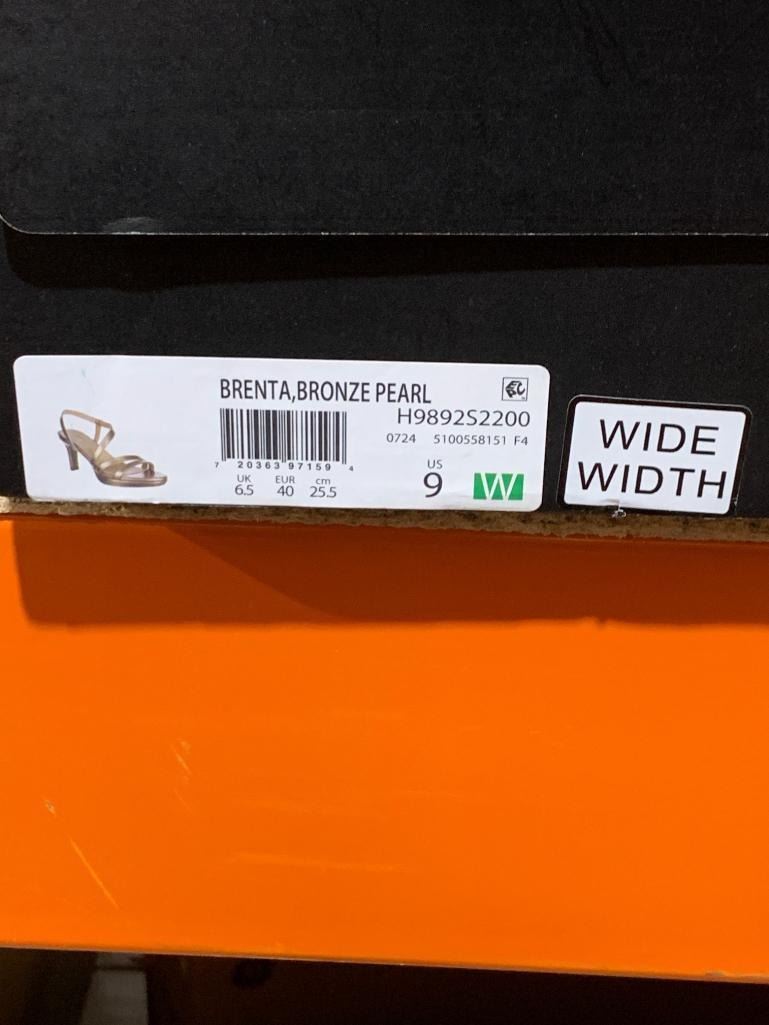 BRENTA,BRONZE PEARL
H9892S2200
0724 5100558151 F4
7 20363 97159 4
UK EUR cm
6.5 40 25.5
US
9 W
WIDE
WIDTH